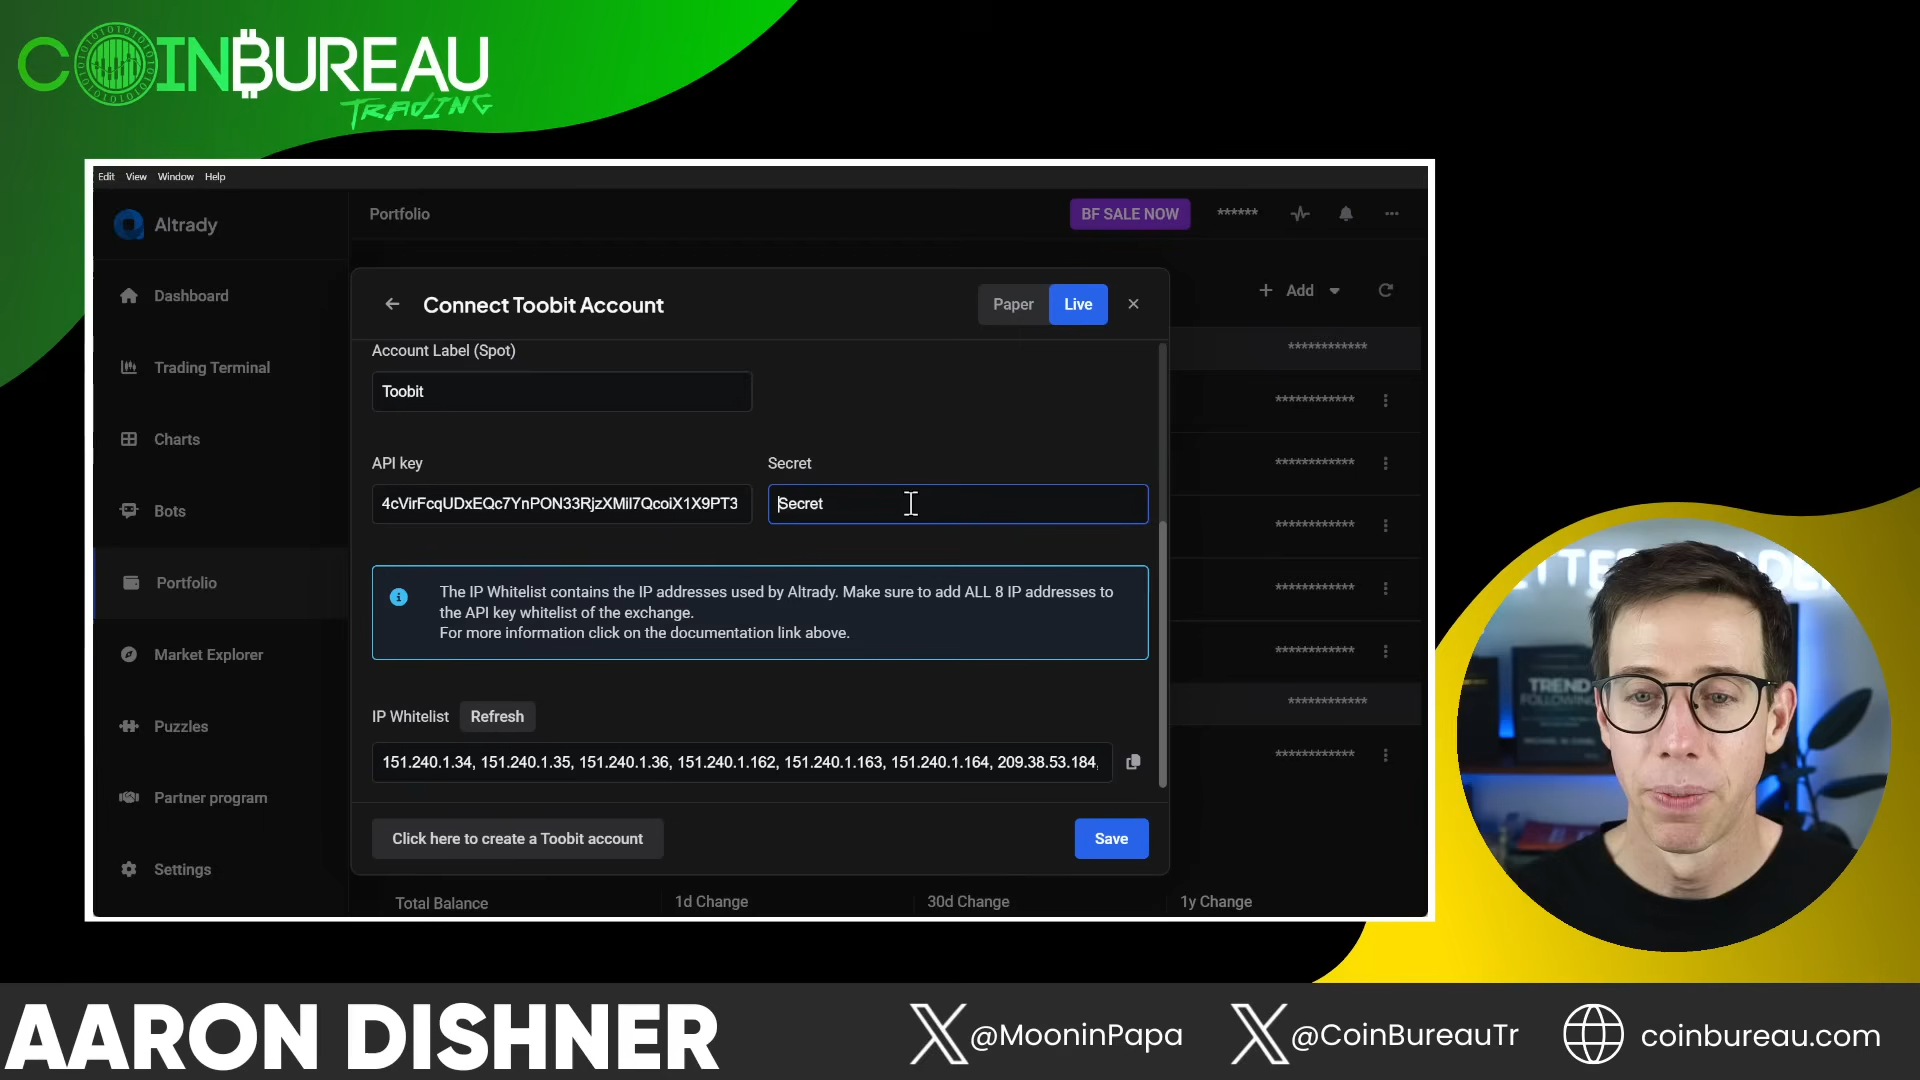 COINBUREAU
TRADING
Edit View Window Help
Altrady
Portfolio
BF SALE NOW
******
Dashboard
Trading Terminal
Charts
Bots
Portfolio
Market Explorer
Puzzles
Partner program
Settings
Connect Toobit Account
Paper
Live
Add
************
************
************
************
************
************
************
************
Account Label (Spot)
Toobit
API key
Secret
4cVirFcqUDxEQc7YnPON33RjzXMil7QcoiX1X9PT3
Secret
The IP Whitelist contains the IP addresses used by Altrady. Make sure to add ALL 8 IP addresses to
the API key whitelist of the exchange.
For more information click on the documentation link above.
IP Whitelist
Refresh
151.240.1.34, 151.240.1.35, 151.240.1.36, 151.240.1.162, 151.240.1.163, 151.240.1.164, 209.38.53.184,
Click here to create a Toobit account
Save
Total Balance
1d Change
30d Change
1y Change
TREND
FOLLOWING
AARON DISHNER
@MooninPapa
@CoinBureauTr
coinbureau.com